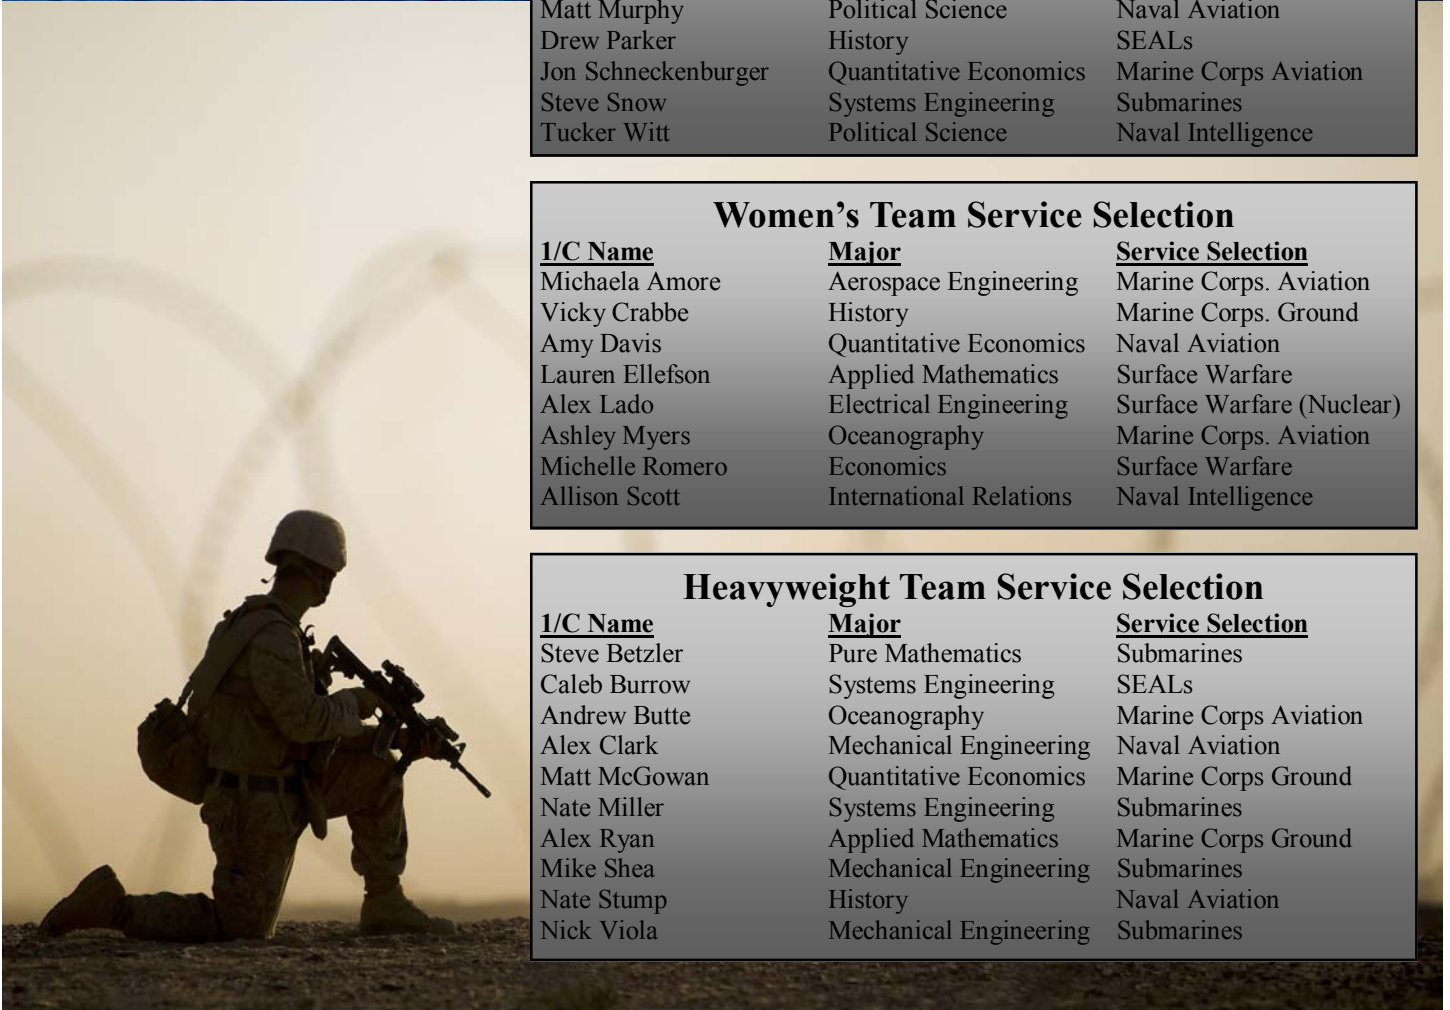 Matt Murphy Political Science Naval Aviation
Drew Parker History SEALs
Jon Schneckenburger Quantitative Economics Marine Corps Aviation
Steve Snow Systems Engineering Submarines
Tucker Witt Political Science Naval Intelligence
Women’s Team Service Selection
1/C Name Major Service Selection
Michaela Amore Aerospace Engineering Marine Corps. Aviation
Vicky Crabbe History Marine Corps. Ground
Amy Davis Quantitative Economics Naval Aviation
Lauren Ellefson Applied Mathematics Surface Warfare
Alex Lado Electrical Engineering Surface Warfare (Nuclear)
Ashley Myers Oceanography Marine Corps. Aviation
Michelle Romero Economics Surface Warfare
Allison Scott International Relations Naval Intelligence
Heavyweight Team Service Selection
1/C Name Major Service Selection
Steve Betzler Pure Mathematics Submarines
Caleb Burrow Systems Engineering SEALs
Andrew Butte Oceanography Marine Corps Aviation
Alex Clark Mechanical Engineering Naval Aviation
Matt McGowan Quantitative Economics Marine Corps Ground
Nate Miller Systems Engineering Submarines
Alex Ryan Applied Mathematics Marine Corps Ground
Mike Shea Mechanical Engineering Submarines
Nate Stump History Naval Aviation
Nick Viola Mechanical Engineering Submarines